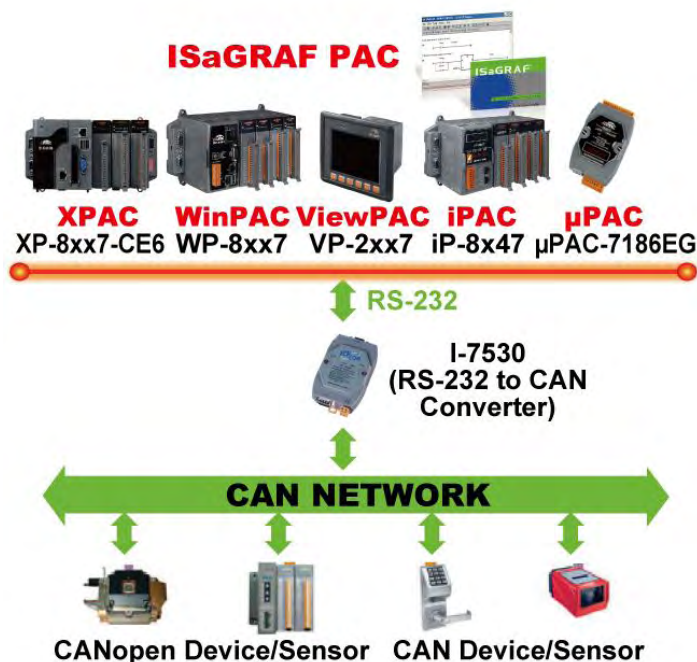 ISaGRAF PAC
ISaGRAF
XPAC WinPAC ViewPAC iPAC µPAC
XP-8xx7-CE6 WP-8xx7 VP-2xx7 iP-8x47 µPAC-7186EG
RS-232
I-7530
(RS-232 to CAN
Converter)
CAN NETWORK
CANopen Device/Sensor CAN Device/Sensor